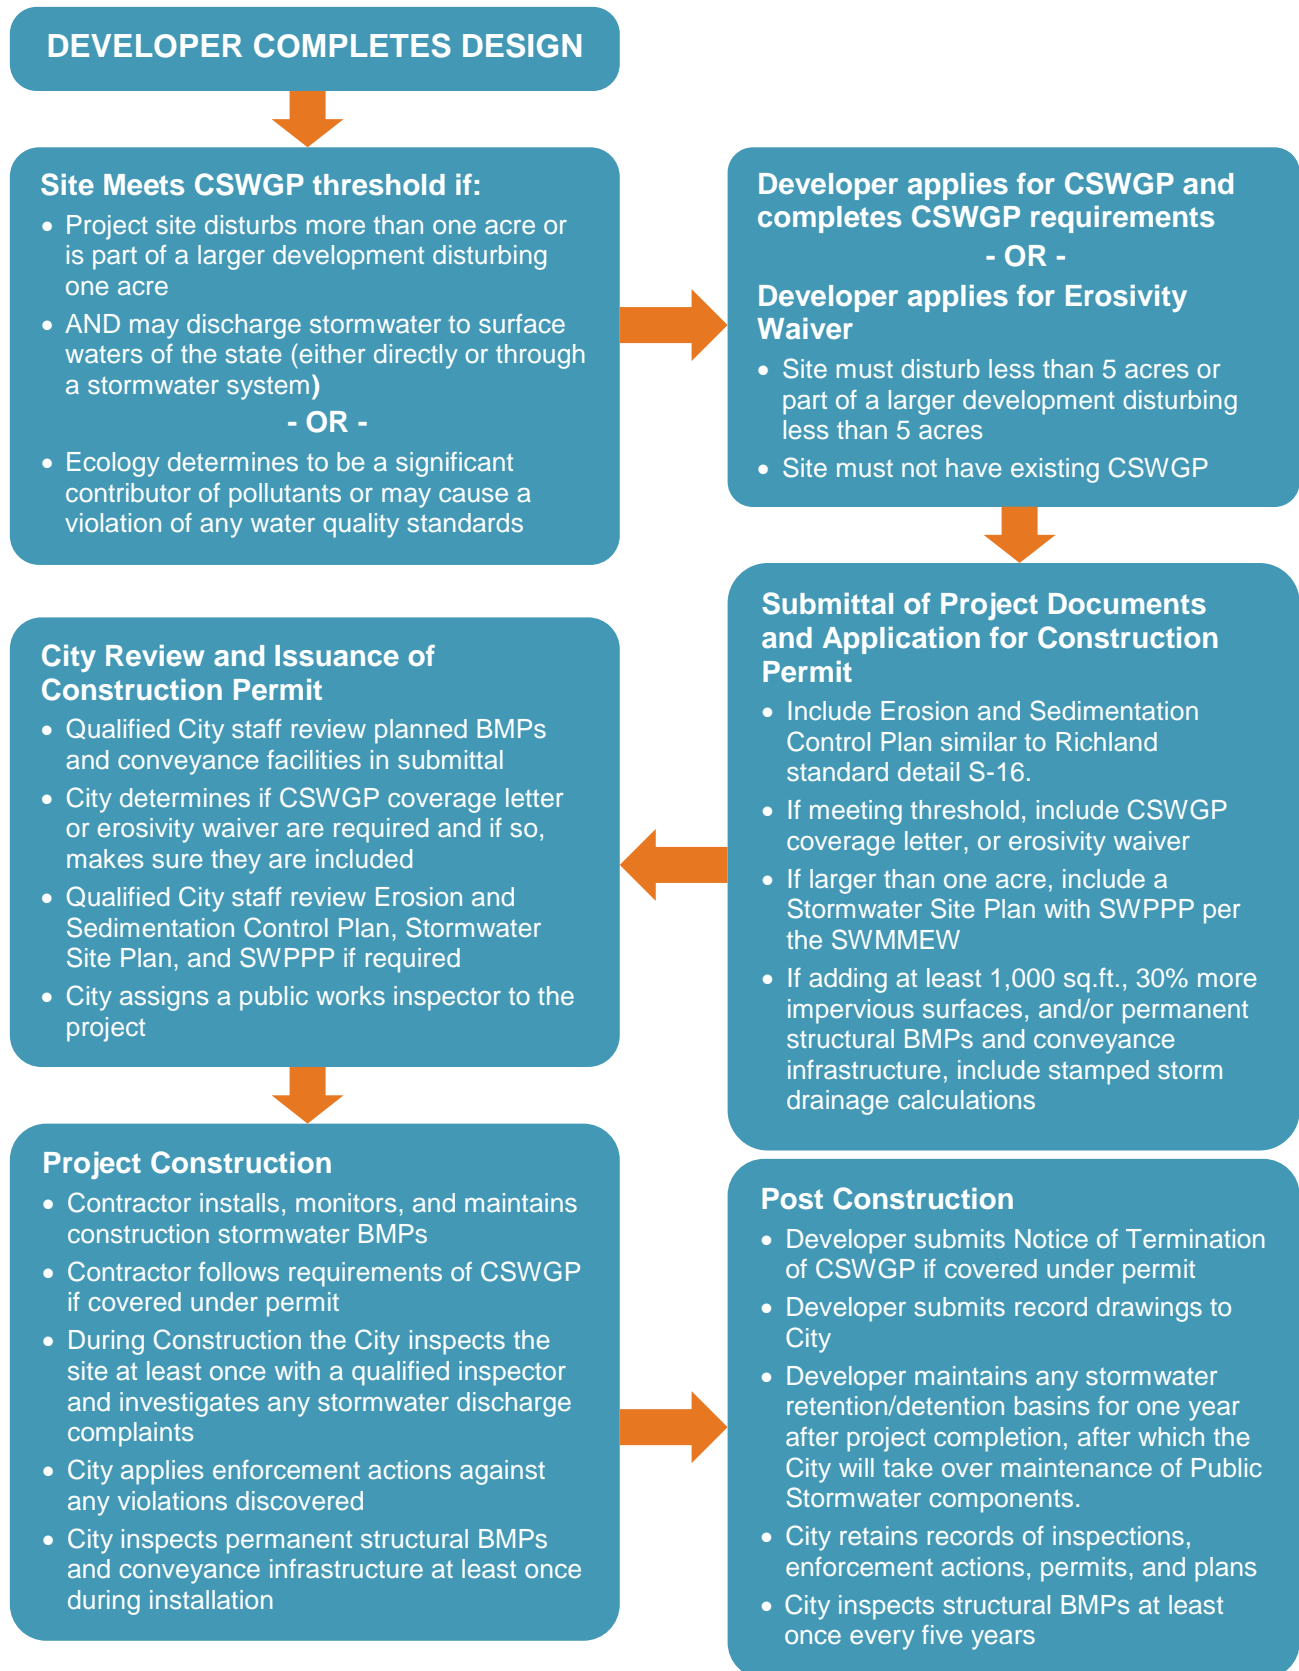 DEVELOPER COMPLETES DESIGN
Site Meets CSWGP threshold if:
• Project site disturbs more than one acre or
is part of a larger development disturbing
one acre
• AND may discharge stormwater to surface
waters of the state (either directly or through
a stormwater system)
- OR -
• Ecology determines to be a significant
contributor of pollutants or may cause a
violation of any water quality standards
Developer applies for CSWGP and
completes CSWGP requirements
- OR -
Developer applies for Erosivity
Waiver
• Site must disturb less than 5 acres or
part of a larger development disturbing
less than 5 acres
• Site must not have existing CSWGP
Submittal of Project Documents
and Application for Construction
Permit
• Include Erosion and Sedimentation
Control Plan similar to Richland
standard detail S-16.
• If meeting threshold, include CSWGP
coverage letter, or erosivity waiver
• If larger than one acre, include a
Stormwater Site Plan with SWPPP per
the SWMMEW
• If adding at least 1,000 sq.ft., 30% more
impervious surfaces, and/or permanent
structural BMPs and conveyance
infrastructure, include stamped storm
drainage calculations
City Review and Issuance of
Construction Permit
• Qualified City staff review planned BMPs
and conveyance facilities in submittal
• City determines if CSWGP coverage letter
or erosivity waiver are required and if so,
makes sure they are included
• Qualified City staff review Erosion and
Sedimentation Control Plan, Stormwater
Site Plan, and SWPPP if required
• City assigns a public works inspector to the
project
Project Construction
• Contractor installs, monitors, and maintains
construction stormwater BMPs
• Contractor follows requirements of CSWGP
if covered under permit
• During Construction the City inspects the
site at least once with a qualified inspector
and investigates any stormwater discharge
complaints
• City applies enforcement actions against
any violations discovered
• City inspects permanent structural BMPs
and conveyance infrastructure at least once
during installation
Post Construction
• Developer submits Notice of Termination
of CSWGP if covered under permit
• Developer submits record drawings to
City
• Developer maintains any stormwater
retention/detention basins for one year
after project completion, after which the
City will take over maintenance of Public
Stormwater components.
• City retains records of inspections,
enforcement actions, permits, and plans
• City inspects structural BMPs at least
once every five years